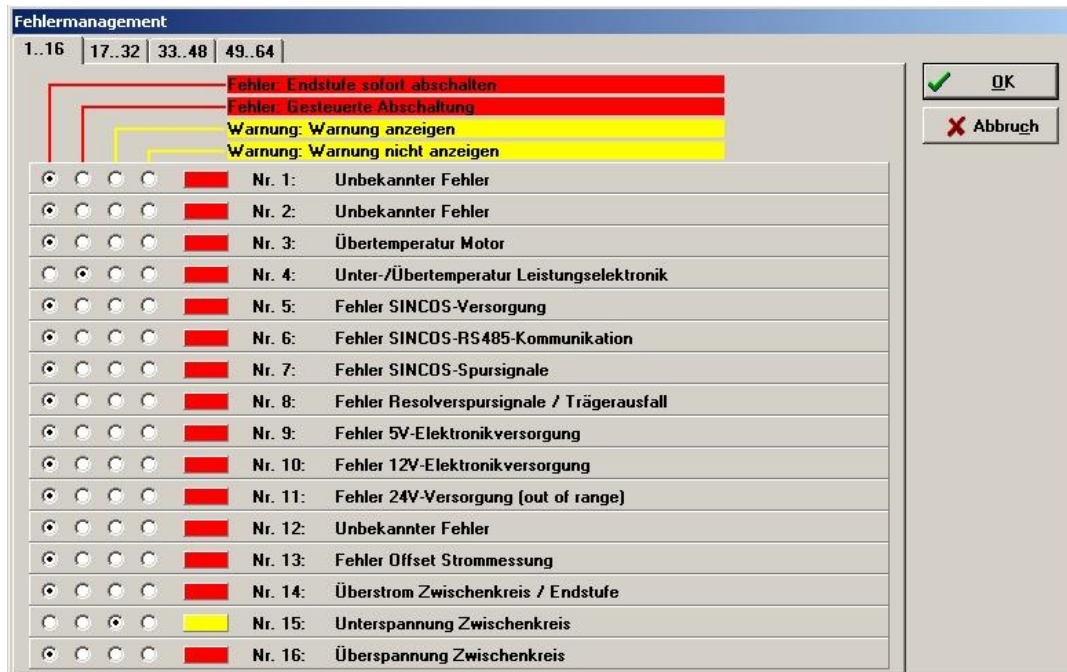 Fehlermanagement
1..16 17..32 33..48 49..64
Fehler: Endstufe sofort abschalten
Fehler: Gesteuerte Abschaltung
Warnung: Warnung anzeigen
Warnung: Warnung nicht anzeigen
OK
Abbruch
Nr. 1: Unbekannter Fehler
Nr. 2: Unbekannter Fehler
Nr. 3: Übertemperatur Motor
Nr. 4: Unter-/Übertemperatur Leistungselektronik
Nr. 5: Fehler SINCOS-Versorgung
Nr. 6: Fehler SINCOS-RS485-Kommunikation
Nr. 7: Fehler SINCOS-Spursignale
Nr. 8: Fehler Resolverspursignale / Trägerausfall
Nr. 9: Fehler 5V-Elektronikversorgung
Nr. 10: Fehler 12V-Elektronikversorgung
Nr. 11: Fehler 24V-Versorgung (out of range)
Nr. 12: Unbekannter Fehler
Nr. 13: Fehler Offset Strommessung
Nr. 14: Überstrom Zwischenkreis / Endstufe
Nr. 15: Unterspannung Zwischenkreis
Nr. 16: Überspannung Zwischenkreis